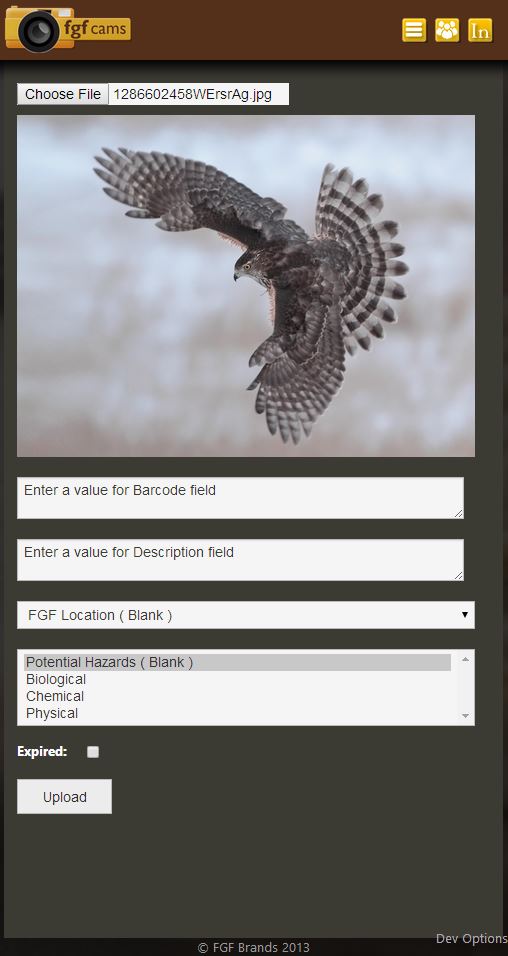 fgf cams
In
Choose File 1286602458WErsrAg.jpg
Enter a value for Barcode field
Enter a value for Description field
FGF Location ( Blank )
Potential Hazards ( Blank )
Biological
Chemical
Physical
Expired:
Upload
Dev Options
© FGF Brands 2013